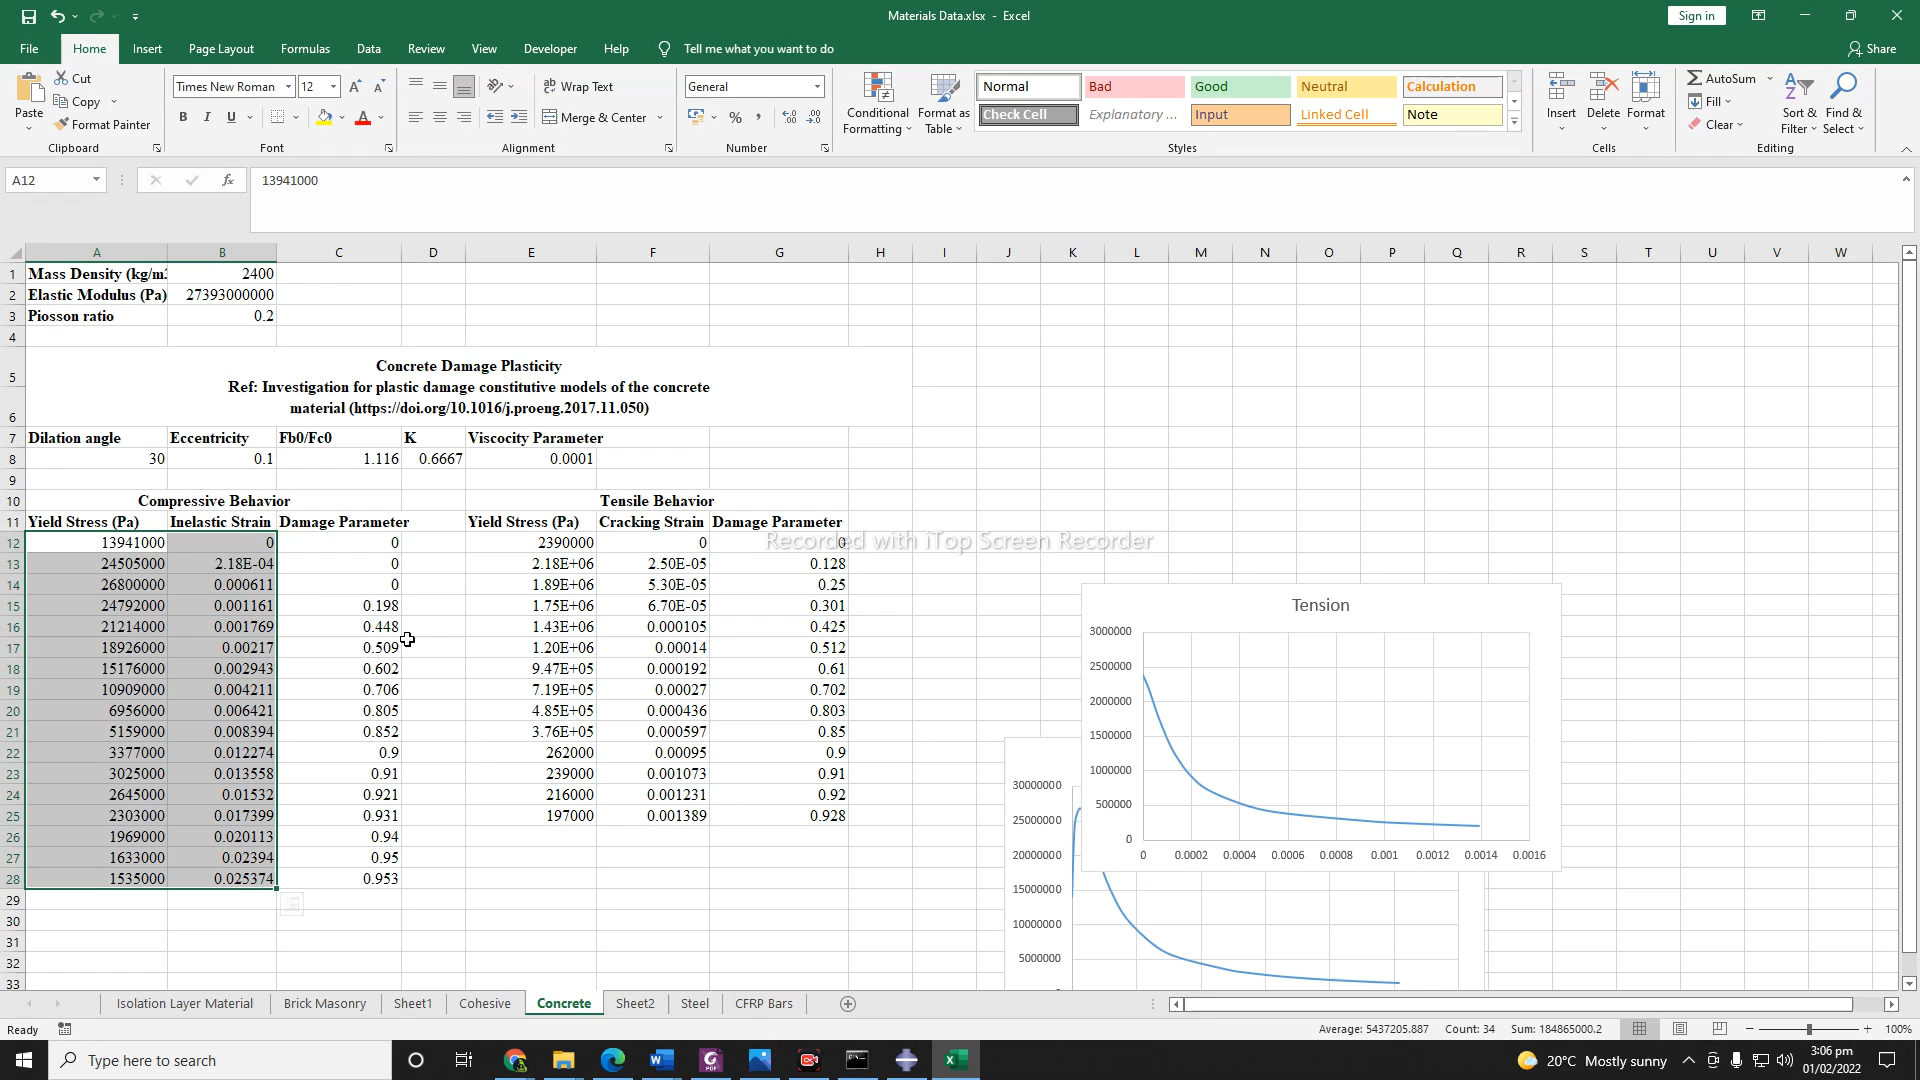 Materials Data.xlsx - Excel
Sign in
File Home Insert Page Layout Formulas Data Review View Developer Help Tell me what you want to do Share
Paste Cut Copy Format Painter Clipboard
Times New Roman 12 B I U Font
Wrap Text Merge & Center Alignment
General % Number
Conditional Formatting Format as Table
Normal Bad Good Neutral Calculation
Check Cell Explanatory ... Input Linked Cell Note
Styles
Insert Delete Format Cells
AutoSum Fill Clear Sort & Filter Find & Select Editing
A12 fx 13941000
A B C D E F G H I J K L M N O P Q R S T U V W
1 Mass Density (kg/m3 2400
2 Elastic Modulus (Pa) 27393000000
3 Piosson ratio 0.2
4
5 Concrete Damage Plasticity
Ref: Investigation for plastic damage constitutive models of the concrete
6 material (https://doi.org/10.1016/j.proeng.2017.11.050)
7 Dilation angle Eccentricity Fb0/Fc0 K Viscocity Parameter
8 30 0.1 1.116 0.6667 0.0001
9
10 Compressive Behavior Tensile Behavior
11 Yield Stress (Pa) Inelastic Strain Damage Parameter Yield Stress (Pa) Cracking Strain Damage Parameter
12 13941000 0 0 2390000 0 0
Recorded with iTop Screen Recorder
13 24505000 2.18E-04 0 2.18E+06 2.50E-05 0.128
14 26800000 0.000611 0 1.89E+06 5.30E-05 0.25
15 24792000 0.001161 0.198 1.75E+06 6.70E-05 0.301
16 21214000 0.001769 0.448 1.43E+06 0.000105 0.425
17 18926000 0.00217 0.509 1.20E+06 0.00014 0.512
18 15176000 0.002943 0.602 9.47E+05 0.000192 0.61
19 10909000 0.004211 0.706 7.19E+05 0.00027 0.702
20 6956000 0.006421 0.805 4.85E+05 0.000436 0.803
21 5159000 0.008394 0.852 3.76E+05 0.000597 0.85
22 3377000 0.012274 0.9 262000 0.00095 0.9
23 3025000 0.013558 0.91 239000 0.001073 0.91
24 2645000 0.01532 0.921 216000 0.001231 0.92
25 2303000 0.017399 0.931 197000 0.001389 0.928
26 1969000 0.020113 0.94
27 1633000 0.02394 0.95
28 1535000 0.025374 0.953
29
30
31
32
33
Tension
3000000
2500000
2000000
1500000
1000000
500000
0
0 0.0002 0.0004 0.0006 0.0008 0.001 0.0012 0.0014 0.0016
30000000
25000000
20000000
15000000
10000000
5000000
Isolation Layer Material Brick Masonry Sheet1 Cohesive Concrete Sheet2 Steel CFRP Bars
Ready Average: 5437205.887 Count: 34 Sum: 184865000.2 100%
Type here to search 20°C Mostly sunny 3:06 pm
01/02/2022